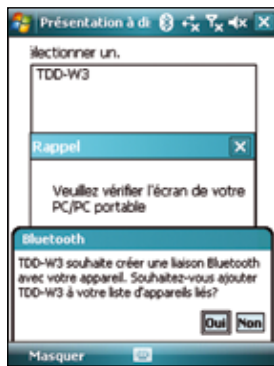 Présentation à di
électionner un.
TDD-W3
Rappel
Veuillez vérifier l'écran de votre
PC/PC portable
Bluetooth
TDD-W3 souhaite créer une liaison Bluetooth
avec votre appareil. Souhaitez-vous ajouter
TDD-W3 à votre liste d'appareils liés?
Oui Non
Masquer